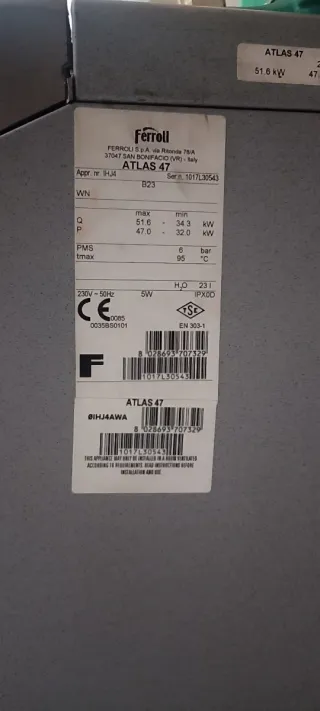 ATLAS 47
51.6 kW 47.
Ferroli
FERROLI S.p.A. via Ritonda 78/A
37047 SAN BONIFACIO (VR) - Italy
ATLAS 47
Appr. nr. IHJ4 Ser.n. 1017L30543
B23
WN
max min
Q 51.6 - 34.3 kW
P 47.0 - 32.0 kW
PMS 6 bar
tmax 95 °C
H2O 23 l
230V ~ 50Hz 5W IPX0D
CE 0085
0035BS0101
TSE
EN 303-1
8 028693 707329
1017L30543
F
ATLAS 47
0IHJ4AWA
8 028693 707329
1017L30543
THIS APPLIANCE MAY ONLY BE INSTALLED IN A ROOM VENTILATED
ACCORDING TO REQUIREMENTS. READ INSTRUCTIONS BEFORE
INSTALLATION AND USE.